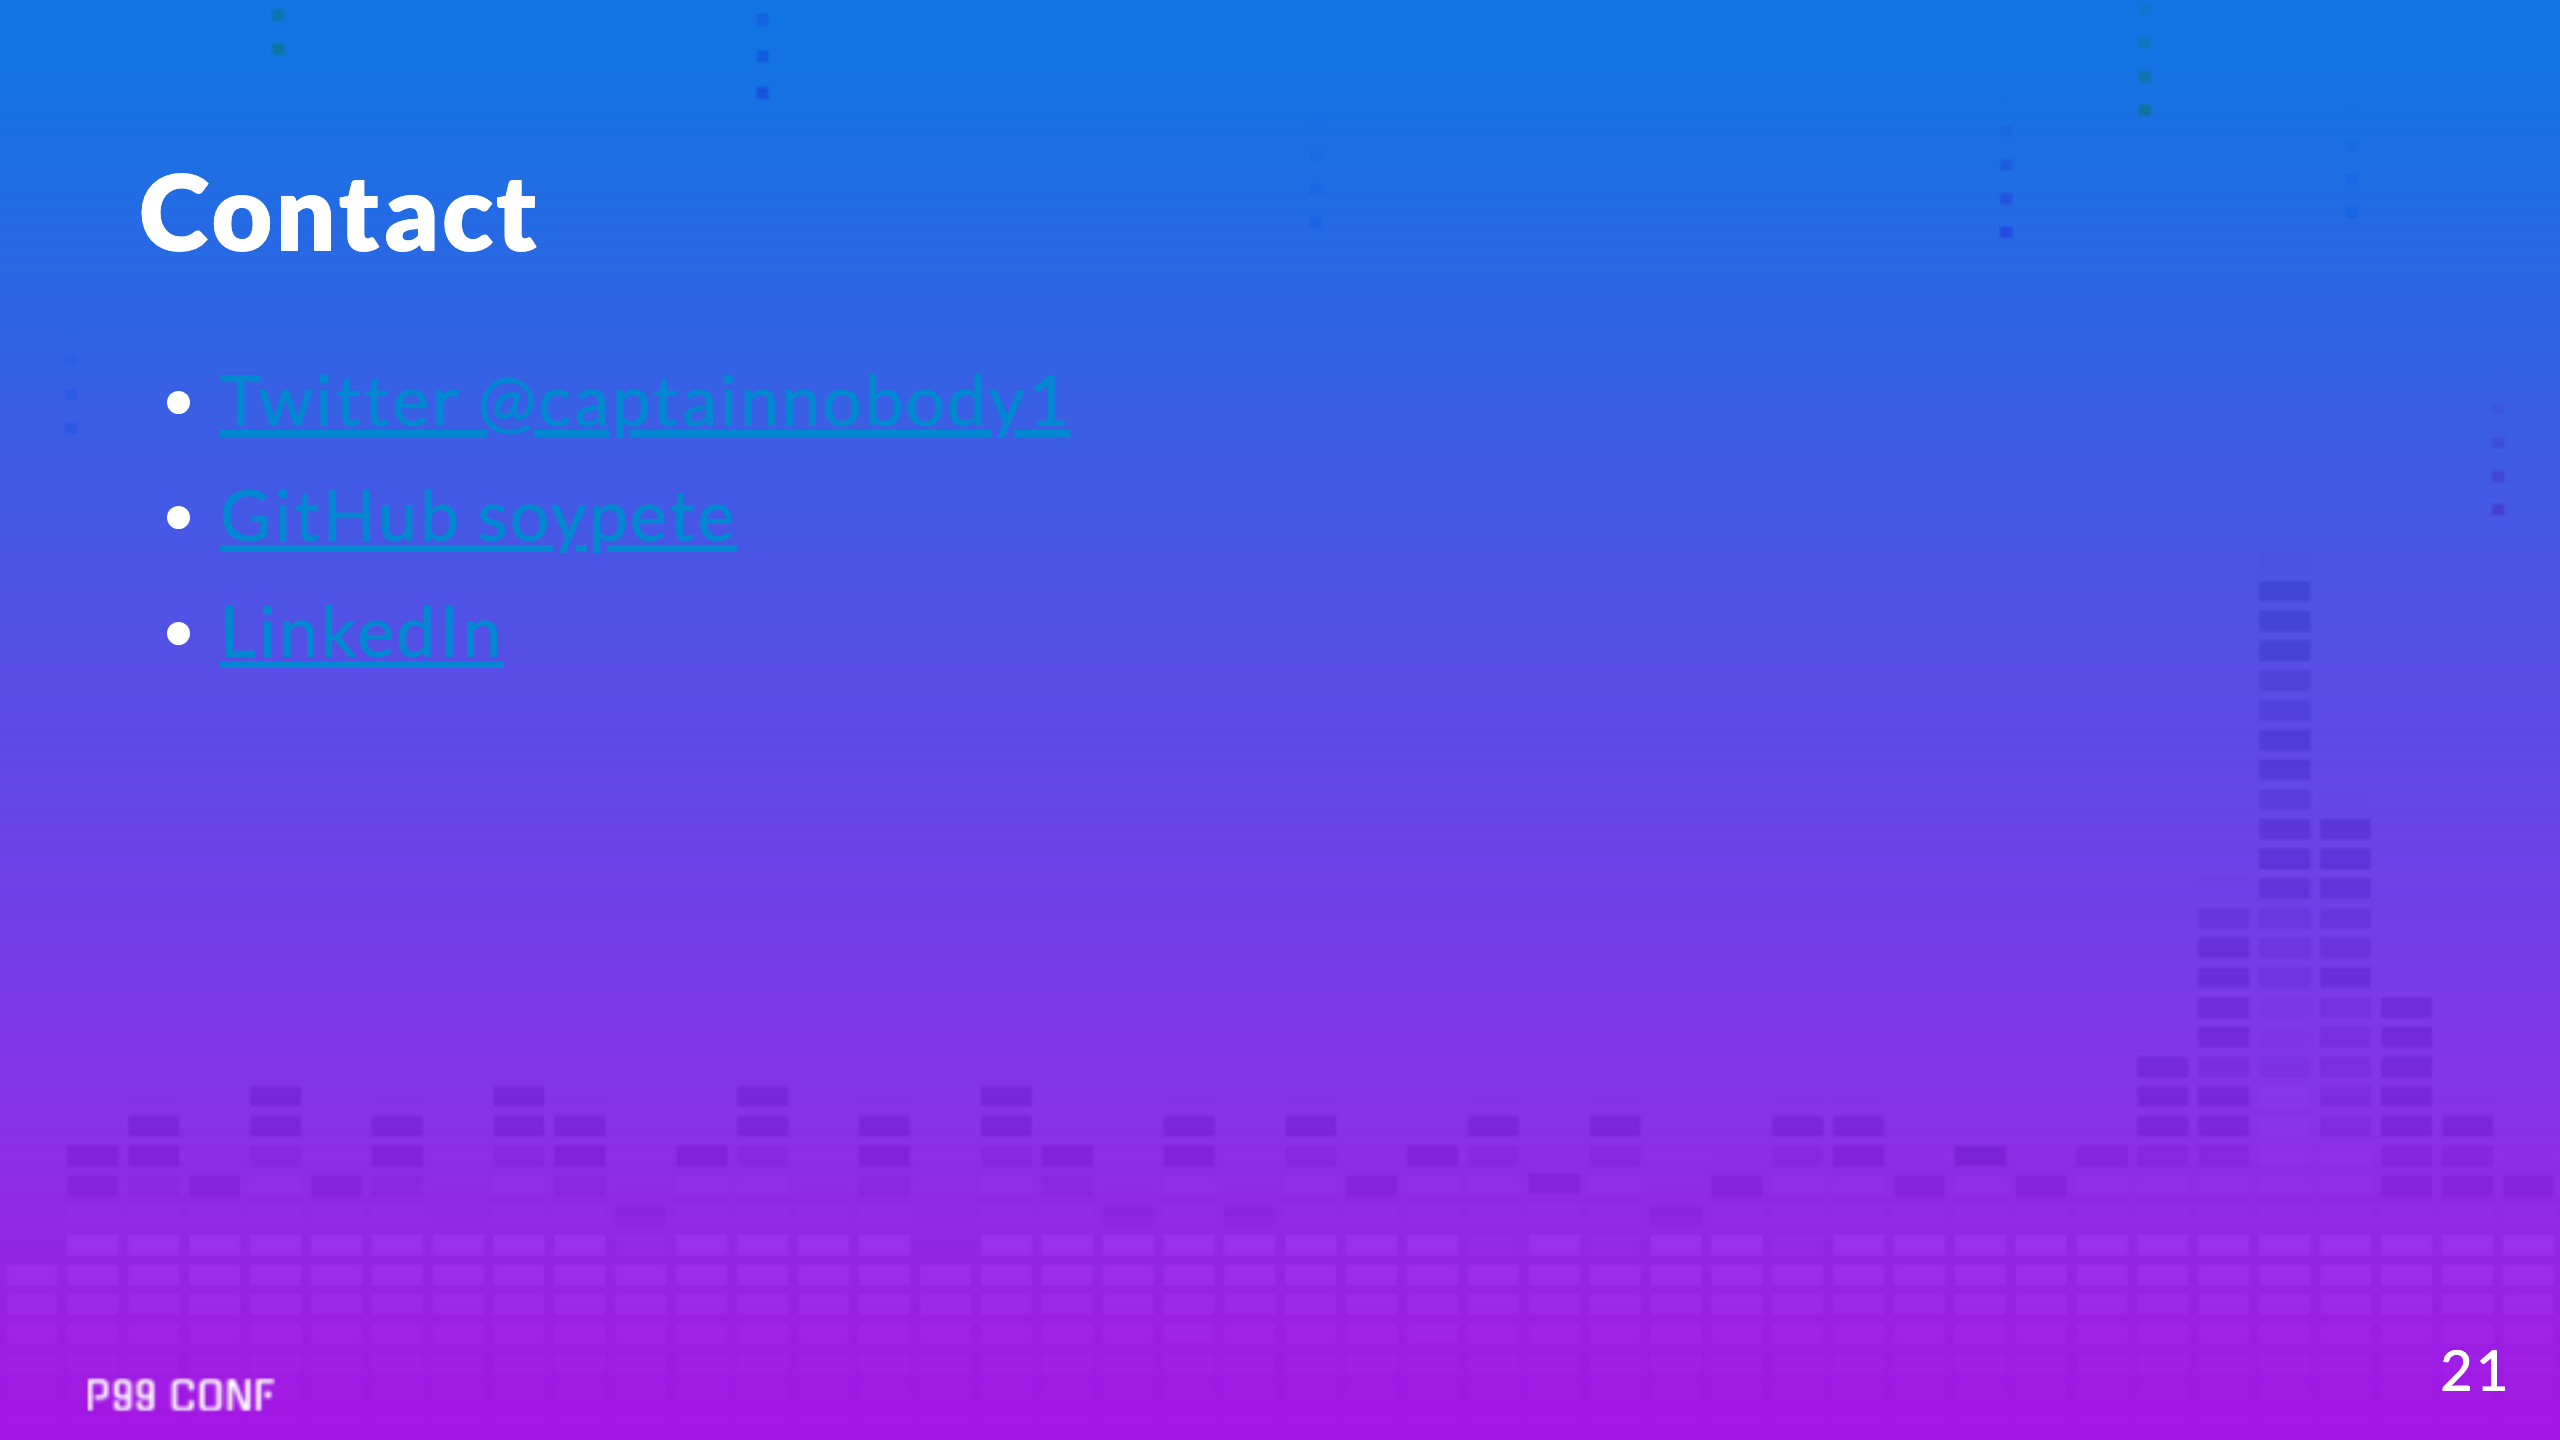 Contact
• Twitter @captainnobody1
• GitHub soypete
• LinkedIn
P99 CONF
21